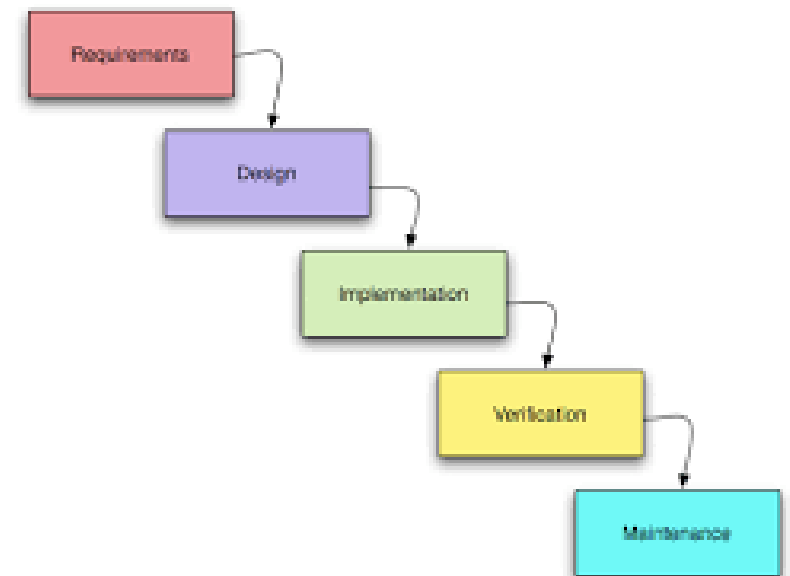 Requirements
Design
Implementation
Verification
Maintenance